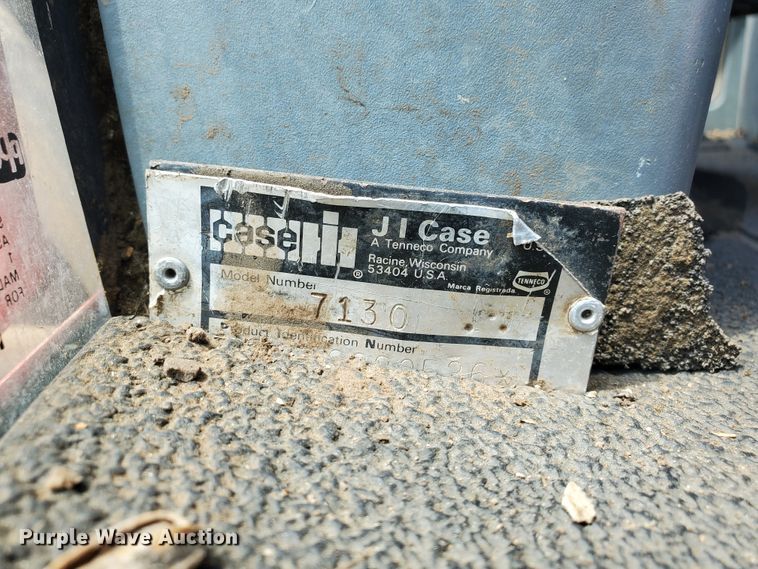 case
J I Case
A Tenneco Company
Racine, Wisconsin
53404 U.S.A.
TENNECO
Marca Registrada
Model Number
7130
Product Identification Number
FOR
Purple Wave Auction